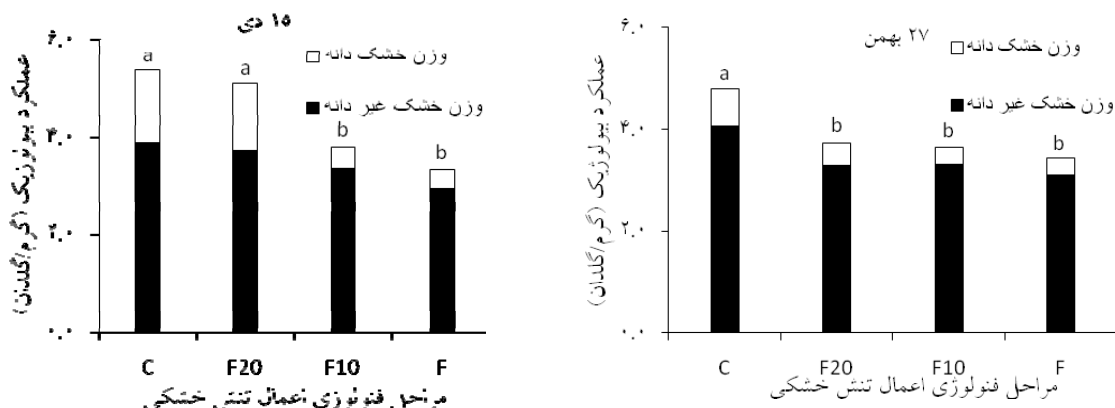 ۱۵ دی
وزن خشک دانه
وزن خشک غیر دانه
عملکرد بیولوژیک (گرم/گلدان)
۶.۰
۴.۰
۲.۰
۰.۰
a
a
b
b
C F20 F10 F
مراحل فنولوژی اعمال تنش خشکی
۲۷ بهمن
وزن خشک دانه
وزن خشک غیر دانه
عملکرد بیولوژیک (گرم/گلدان)
۶.۰
۴.۰
۲.۰
۰.۰
a
b
b
b
C F20 F10 F
مراحل فنولوژی اعمال تنش خشکی